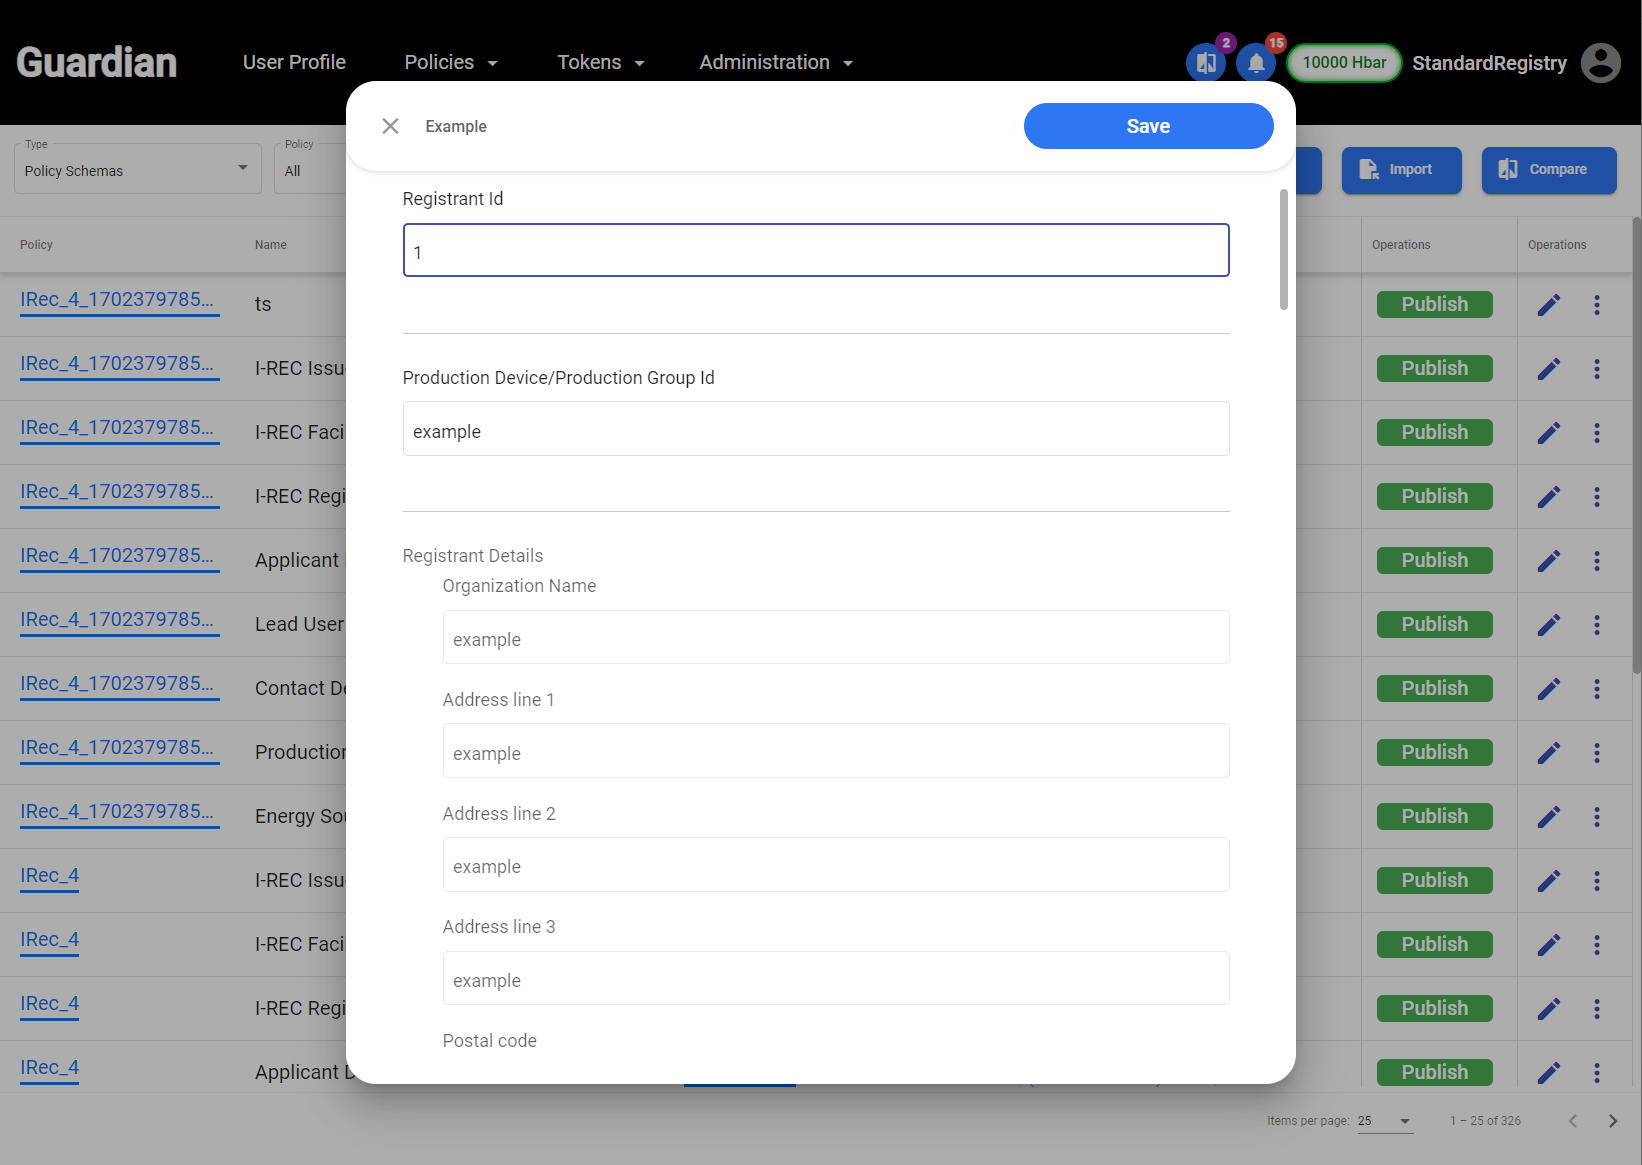 Guardian
User Profile
Policies
Tokens
Administration
2
15
10000 Hbar
StandardRegistry
Type
Policy Schemas
Policy
All
Import
Compare
Example
Save
Policy
Name
Operations
Operations
Registrant Id
1
Production Device/Production Group Id
example
Registrant Details
Organization Name
example
Address line 1
example
Address line 2
example
Address line 3
example
Postal code
IRec_4_1702379785...
ts
Publish
IRec_4_1702379785...
I-REC Issu
Publish
IRec_4_1702379785...
I-REC Faci
Publish
IRec_4_1702379785...
I-REC Regi
Publish
IRec_4_1702379785...
Applicant
Publish
IRec_4_1702379785...
Lead User
Publish
IRec_4_1702379785...
Contact De
Publish
IRec_4_1702379785...
Production
Publish
IRec_4_1702379785...
Energy Sou
Publish
IRec_4
I-REC Issu
Publish
IRec_4
I-REC Faci
Publish
IRec_4
I-REC Regi
Publish
IRec_4
Applicant D
Publish
Items per page: 25
1 – 25 of 326